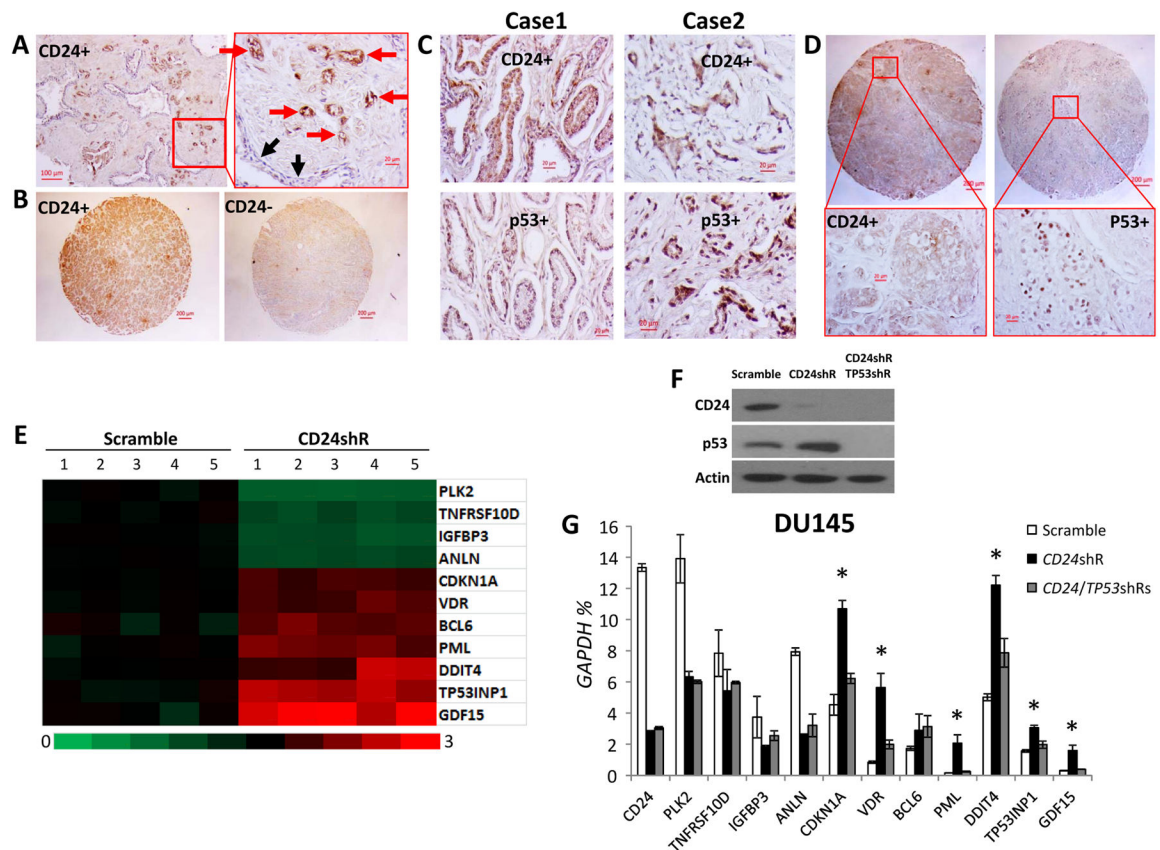 Case1
Case2
A
CD24+
100 µm
20 µm
B
CD24+
CD24-
200 µm
200 µm
C
CD24+
CD24+
20 µm
20 µm
p53+
p53+
20 µm
20 µm
D
200 µm
200 µm
CD24+
P53+
20 µm
20 µm
E
Scramble
CD24shR
1 2 3 4 5 1 2 3 4 5
PLK2
TNFRSF10D
IGFBP3
ANLN
CDKN1A
VDR
BCL6
PML
DDIT4
TP53INP1
GDF15
0 3
F
Scramble CD24shR CD24shR
TP53shR
CD24
p53
Actin
G
DU145
Scramble
CD24shR
CD24/TP53shRs
GAPDH %
16
14
12
10
8
6
4
2
0
* * * * * *
CD24
PLK2
TNFRSF10D
IGFBP3
ANLN
CDKN1A
VDR
BCL6
PML
DDIT4
TP53INP1
GDF15